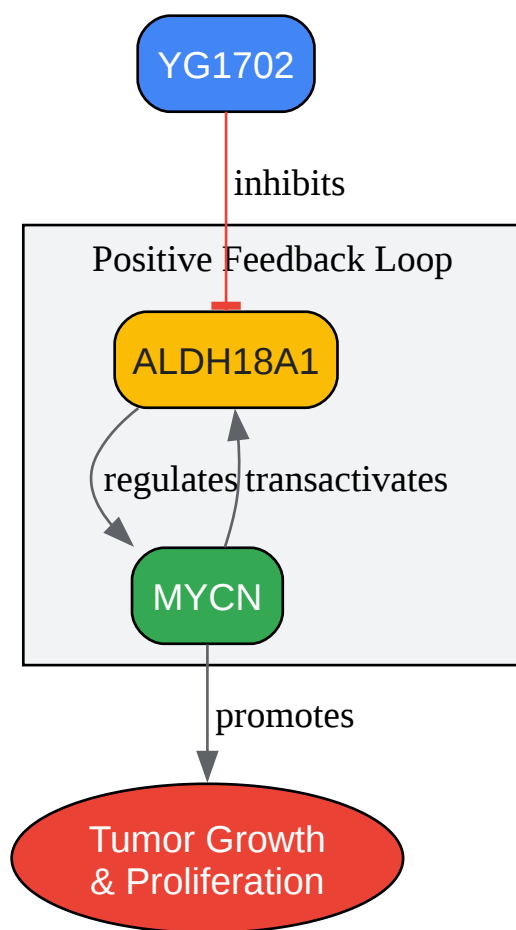 YG1702
inhibits
Positive Feedback Loop
ALDH18A1
regulates
transactivates
MYCN
promotes
Tumor Growth
& Proliferation